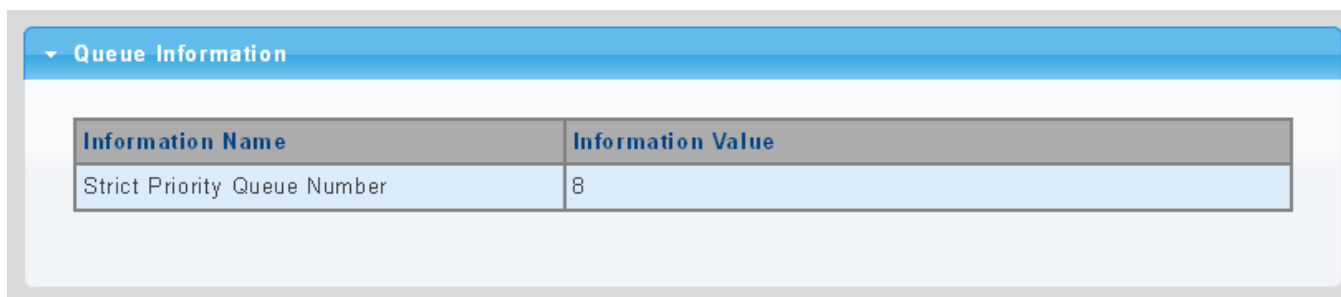 Queue Information
Information Name Information Value
Strict Priority Queue Number 8